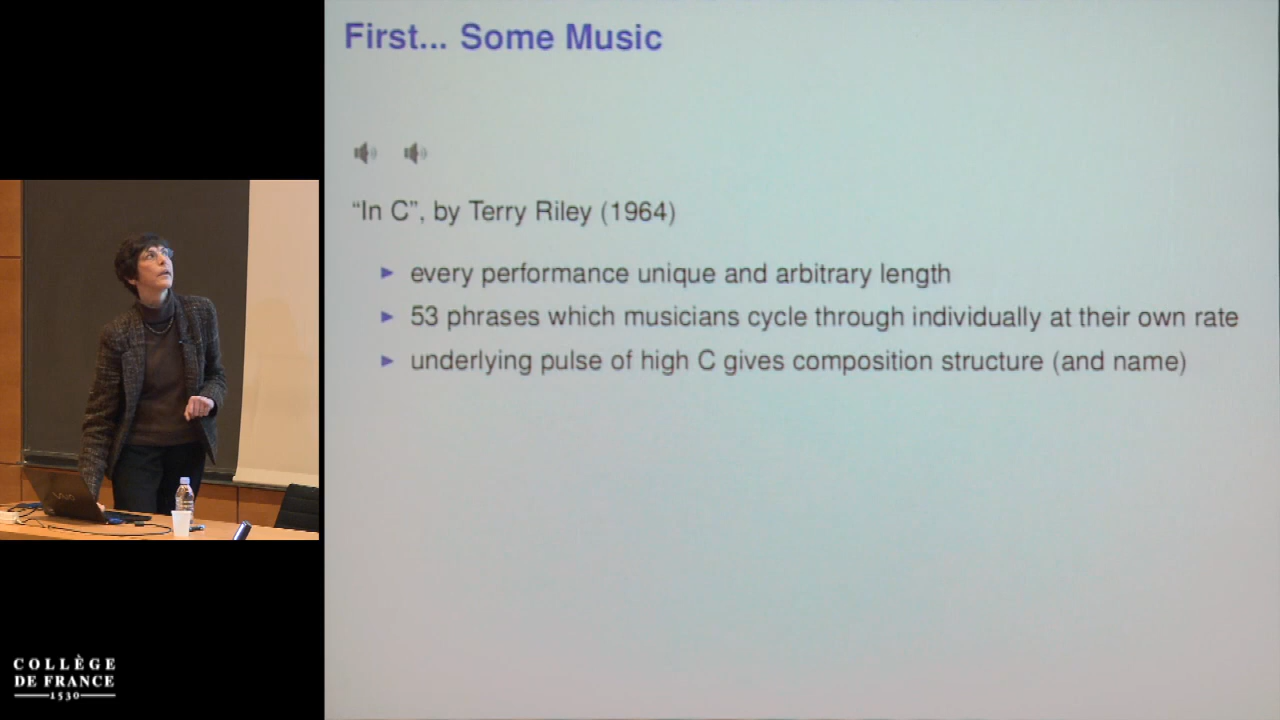 First... Some Music
“In C”, by Terry Riley (1964)
every performance unique and arbitrary length
53 phrases which musicians cycle through individually at their own rate
underlying pulse of high C gives composition structure (and name)
VAIO
COLLÈGE
DE FRANCE
1530